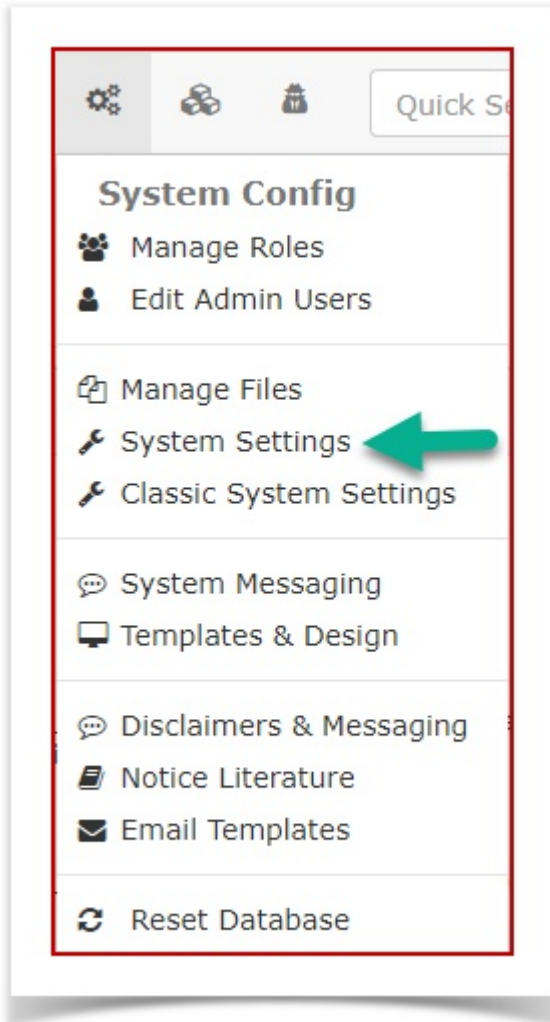 Quick Se
System Config
Manage Roles
Edit Admin Users
Manage Files
System Settings
Classic System Settings
System Messaging
Templates & Design
Disclaimers & Messaging
Notice Literature
Email Templates
Reset Database